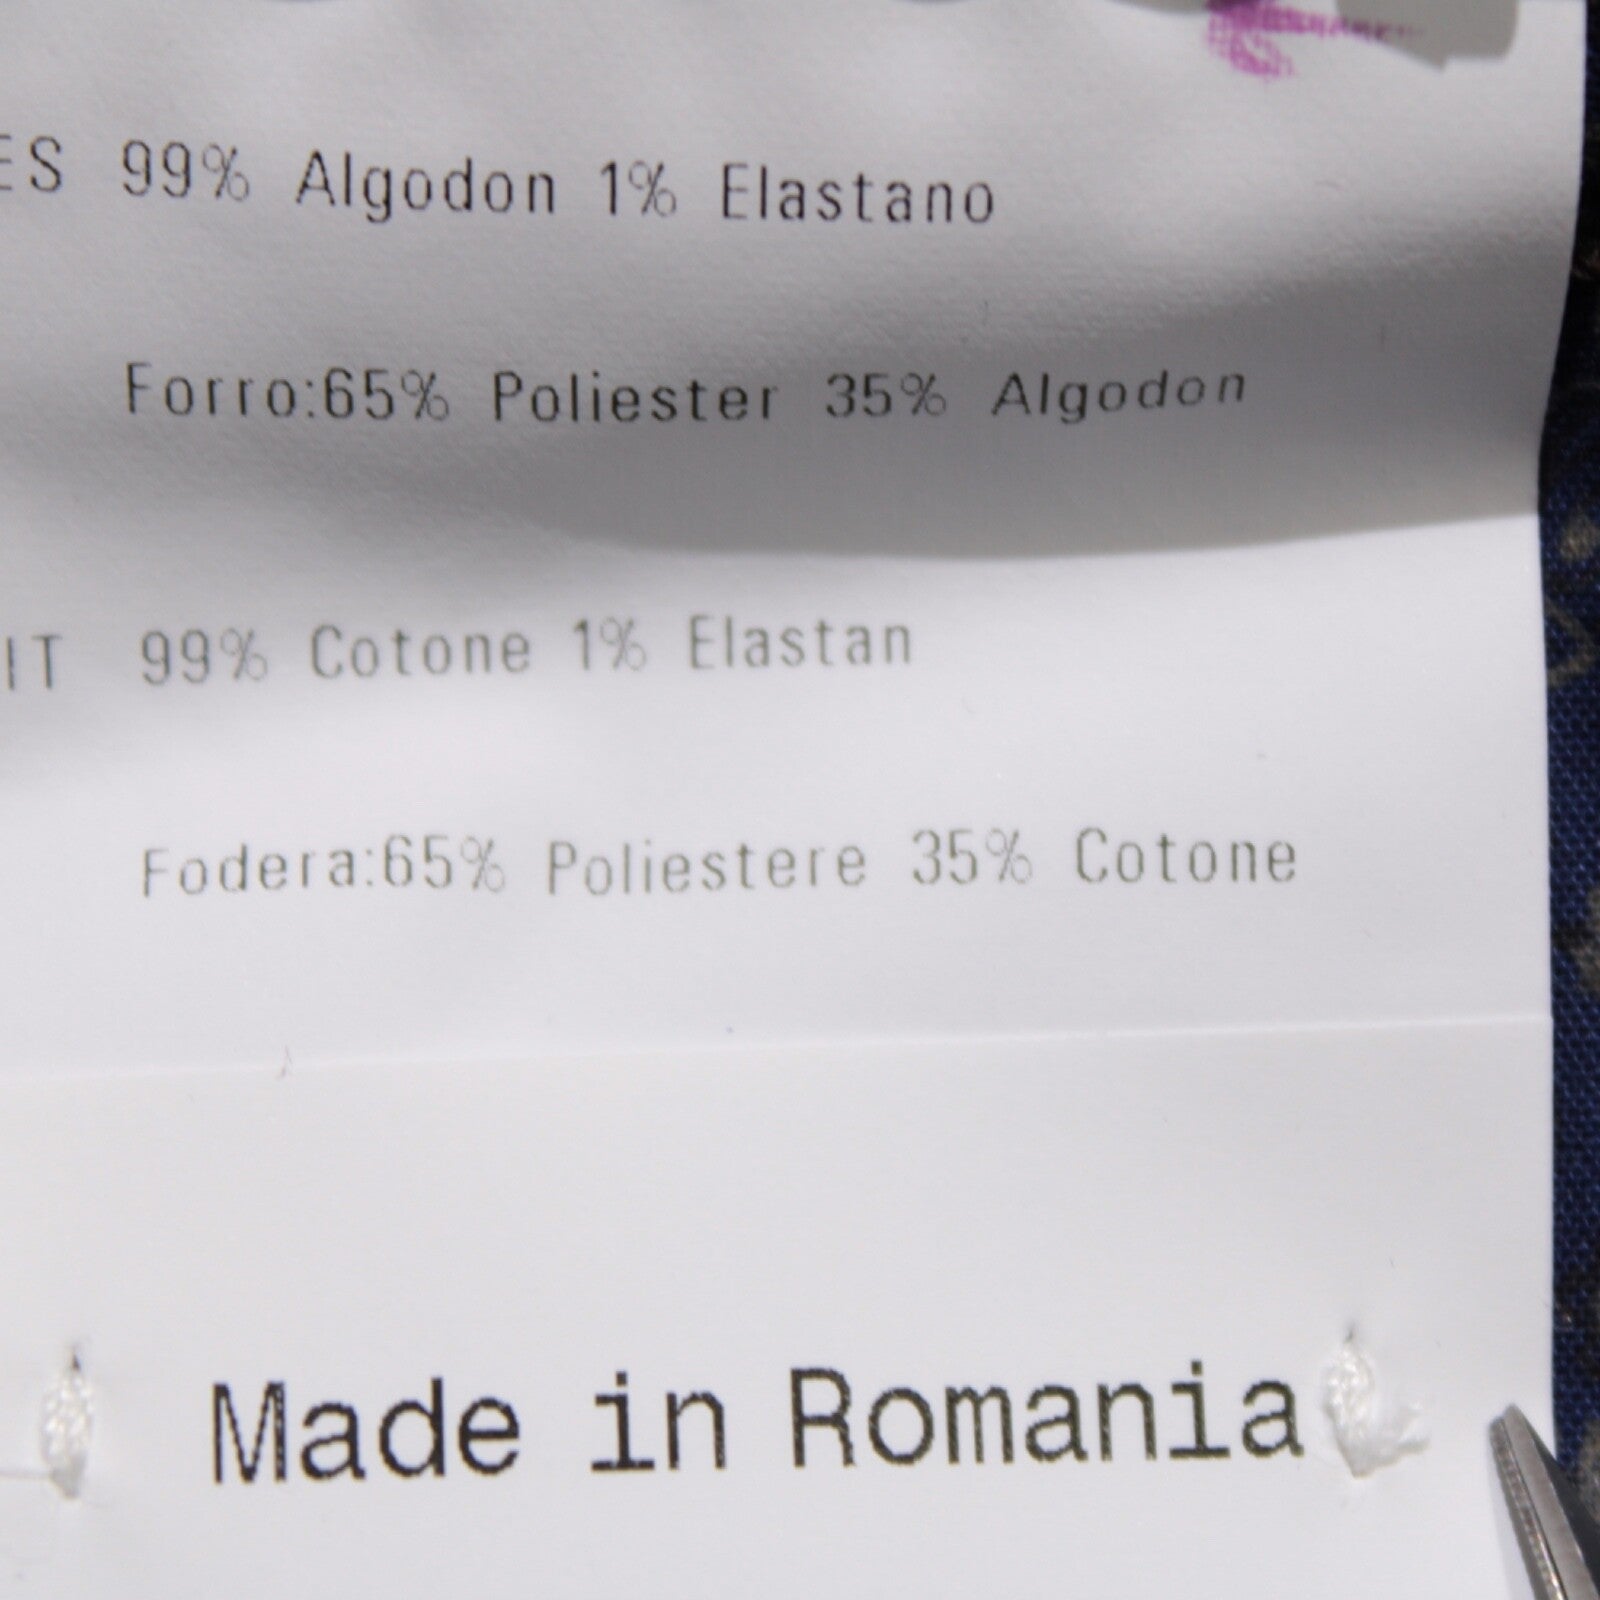 ES 99% Algodon 1% Elastano
Forro:65% Poliester 35% Algodon
IT 99% Cotone 1% Elastan
Fodera:65% Poliestere 35% Cotone
Made in Romania